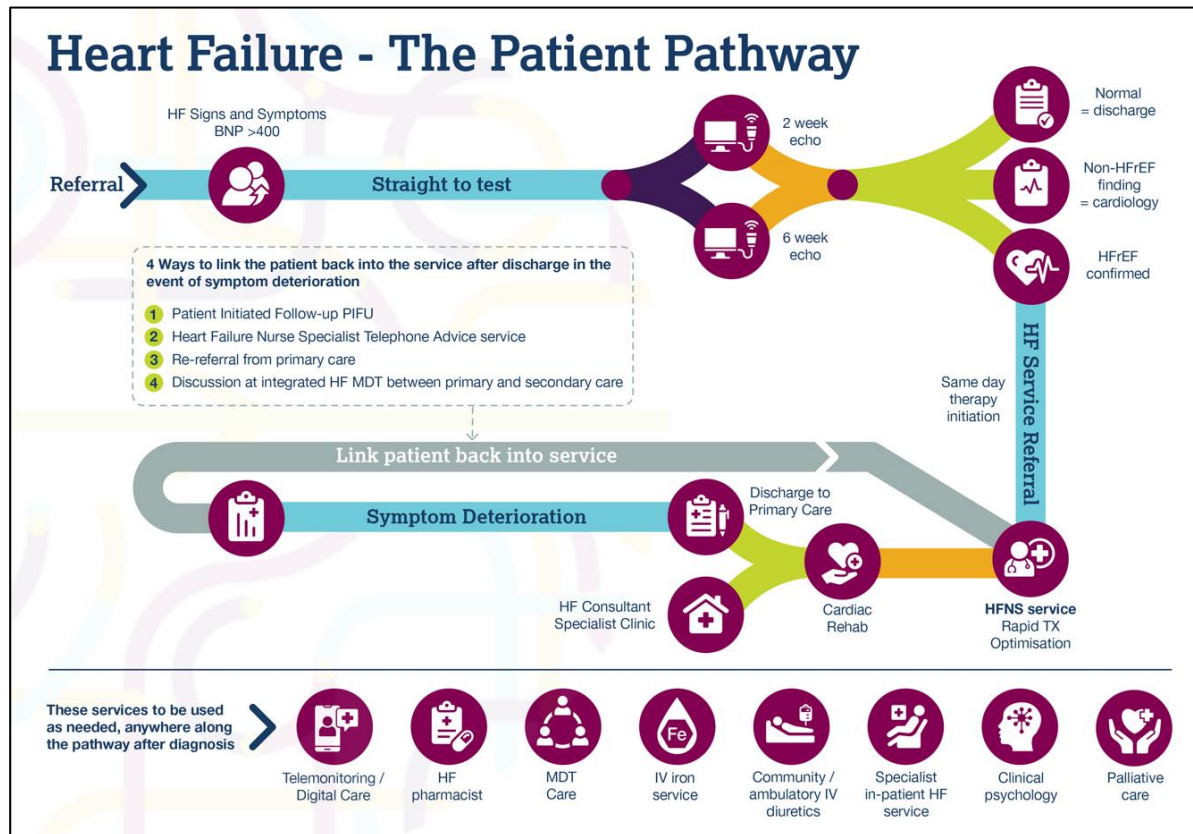 Heart Failure - The Patient Pathway
HF Signs and Symptoms
BNP >400
Referral
Straight to test
2 week
echo
6 week
echo
Normal
= discharge
Non-HFrEF
finding
= cardiology
HFrEF
confirmed
4 Ways to link the patient back into the service after discharge in the
event of symptom deterioration
1 Patient Initiated Follow-up PIFU
2 Heart Failure Nurse Specialist Telephone Advice service
3 Re-referral from primary care
4 Discussion at integrated HF MDT between primary and secondary care
Same day
therapy
initiation
HF Service Referral
Link patient back into service
Symptom Deterioration
Discharge to
Primary Care
HF Consultant
Specialist Clinic
Cardiac
Rehab
HFNS service
Rapid TX
Optimisation
These services to be used
as needed, anywhere along
the pathway after diagnosis
Telemonitoring /
Digital Care
HF
pharmacist
MDT
Care
Fe
IV iron
service
Community /
ambulatory IV
diuretics
Specialist
in-patient HF
service
Clinical
psychology
Palliative
care